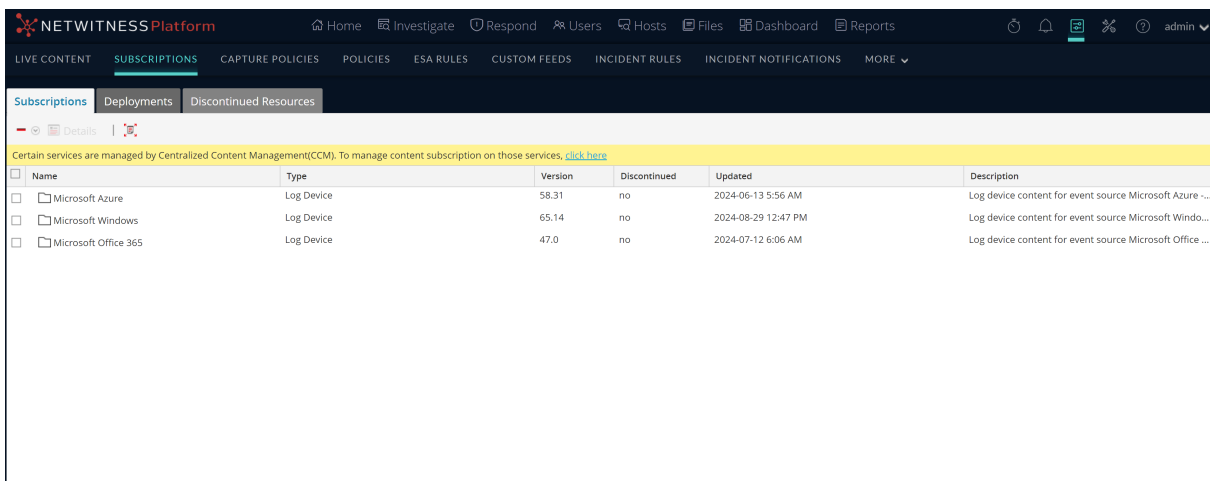 NETWITNESS Platform Home Investigate Respond Users Hosts Files Dashboard Reports admin
LIVE CONTENT SUBSCRIPTIONS CAPTURE POLICIES POLICIES ESA RULES CUSTOM FEEDS INCIDENT RULES INCIDENT NOTIFICATIONS MORE
Subscriptions Deployments Discontinued Resources
Details
Certain services are managed by Centralized Content Management(CCM). To manage content subscription on those services, click here
Name Type Version Discontinued Updated Description
Microsoft Azure Log Device 58.31 no 2024-06-13 5:56 AM Log device content for event source Microsoft Azure -...
Microsoft Windows Log Device 65.14 no 2024-08-29 12:47 PM Log device content for event source Microsoft Windo...
Microsoft Office 365 Log Device 47.0 no 2024-07-12 6:06 AM Log device content for event source Microsoft Office ...